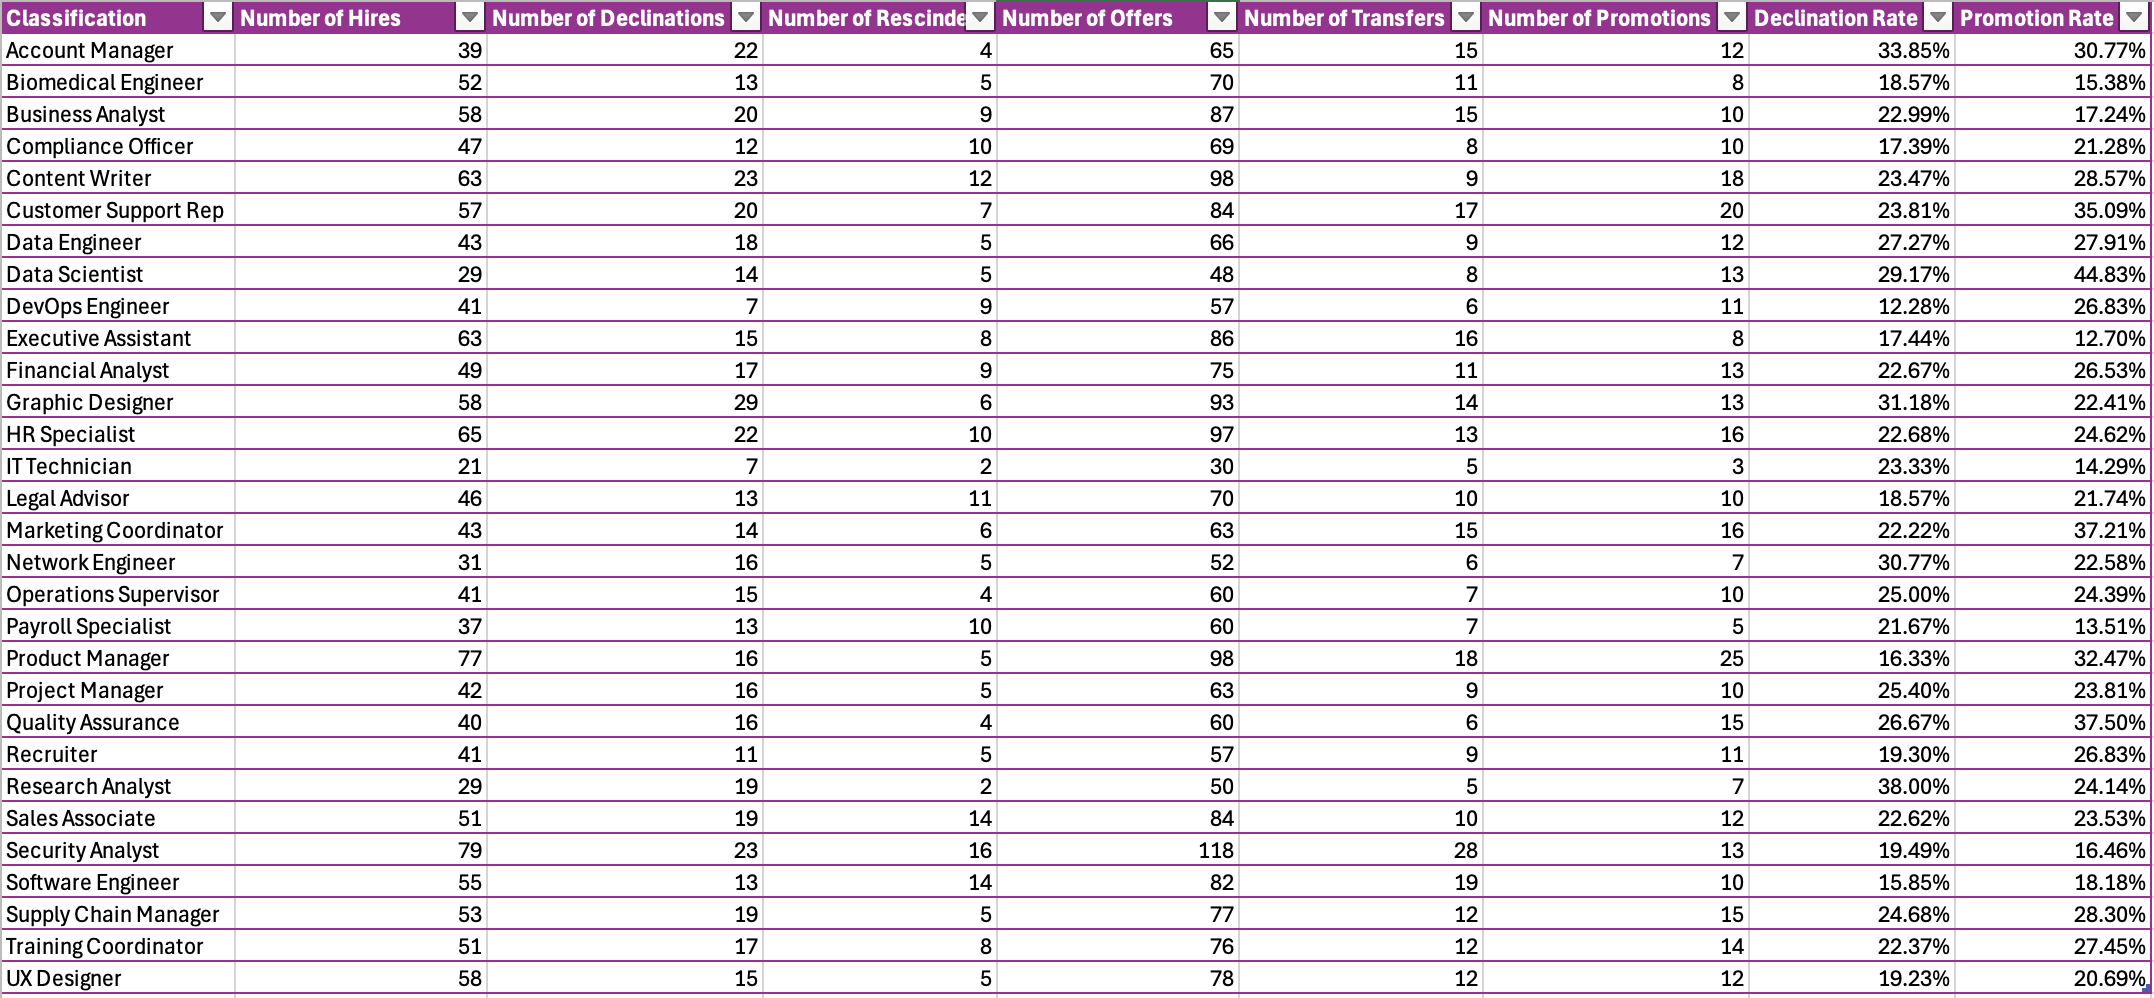 Classification Number of Hires Number of Declinations Number of Rescinde Number of Offers Number of Transfers Number of Promotions Declination Rate Promotion Rate
Account Manager 39 22 4 65 15 12 33.85% 30.77%
Biomedical Engineer 52 13 5 70 11 8 18.57% 15.38%
Business Analyst 58 20 9 87 15 10 22.99% 17.24%
Compliance Officer 47 12 10 69 8 10 17.39% 21.28%
Content Writer 63 23 12 98 9 18 23.47% 28.57%
Customer Support Rep 57 20 7 84 17 20 23.81% 35.09%
Data Engineer 43 18 5 66 9 12 27.27% 27.91%
Data Scientist 29 14 5 48 8 13 29.17% 44.83%
DevOps Engineer 41 7 9 57 6 11 12.28% 26.83%
Executive Assistant 63 15 8 86 16 8 17.44% 12.70%
Financial Analyst 49 17 9 75 11 13 22.67% 26.53%
Graphic Designer 58 29 6 93 14 13 31.18% 22.41%
HR Specialist 65 22 10 97 13 16 22.68% 24.62%
IT Technician 21 7 2 30 5 3 23.33% 14.29%
Legal Advisor 46 13 11 70 10 10 18.57% 21.74%
Marketing Coordinator 43 14 6 63 15 16 22.22% 37.21%
Network Engineer 31 16 5 52 6 7 30.77% 22.58%
Operations Supervisor 41 15 4 60 7 10 25.00% 24.39%
Payroll Specialist 37 13 10 60 7 5 21.67% 13.51%
Product Manager 77 16 5 98 18 25 16.33% 32.47%
Project Manager 42 16 5 63 9 10 25.40% 23.81%
Quality Assurance 40 16 4 60 6 15 26.67% 37.50%
Recruiter 41 11 5 57 9 11 19.30% 26.83%
Research Analyst 29 19 2 50 5 7 38.00% 24.14%
Sales Associate 51 19 14 84 10 12 22.62% 23.53%
Security Analyst 79 23 16 118 28 13 19.49% 16.46%
Software Engineer 55 13 14 82 19 10 15.85% 18.18%
Supply Chain Manager 53 19 5 77 12 15 24.68% 28.30%
Training Coordinator 51 17 8 76 12 14 22.37% 27.45%
UX Designer 58 15 5 78 12 12 19.23% 20.69%